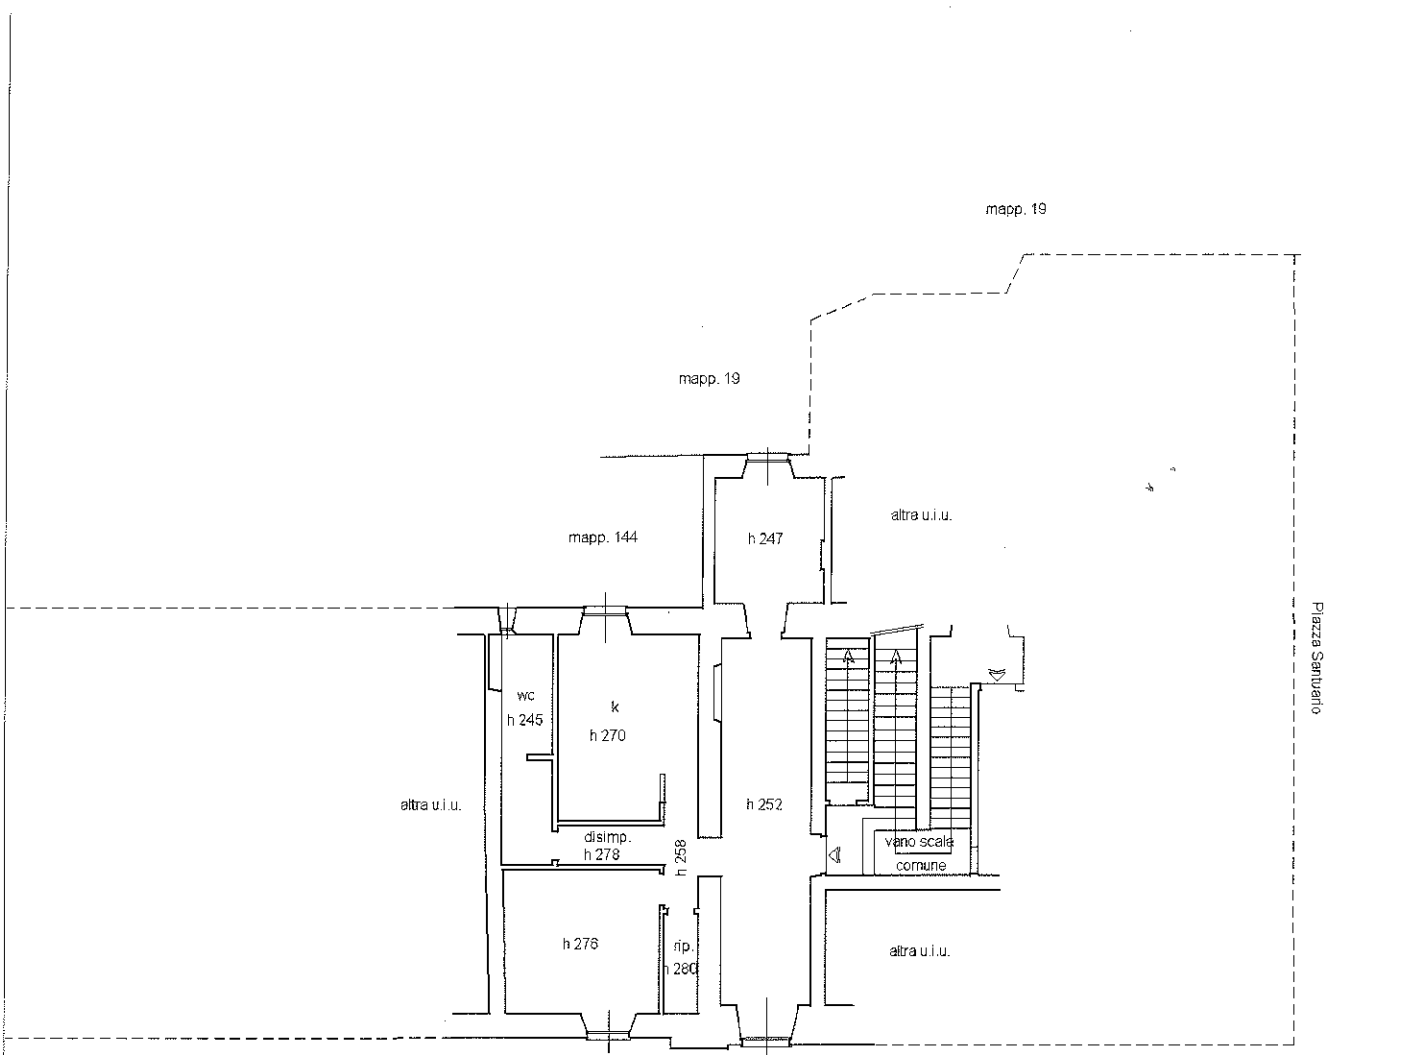 mapp. 19
mapp. 19
altra u.i.u.
mapp. 144
h 247
Piazza Santuario
wc
h 245
k
h 270
altra u.i.u.
h 252
disimp.
h 278
h 258
vano scale
comune
h 276
rip.
h 280
altra u.i.u.